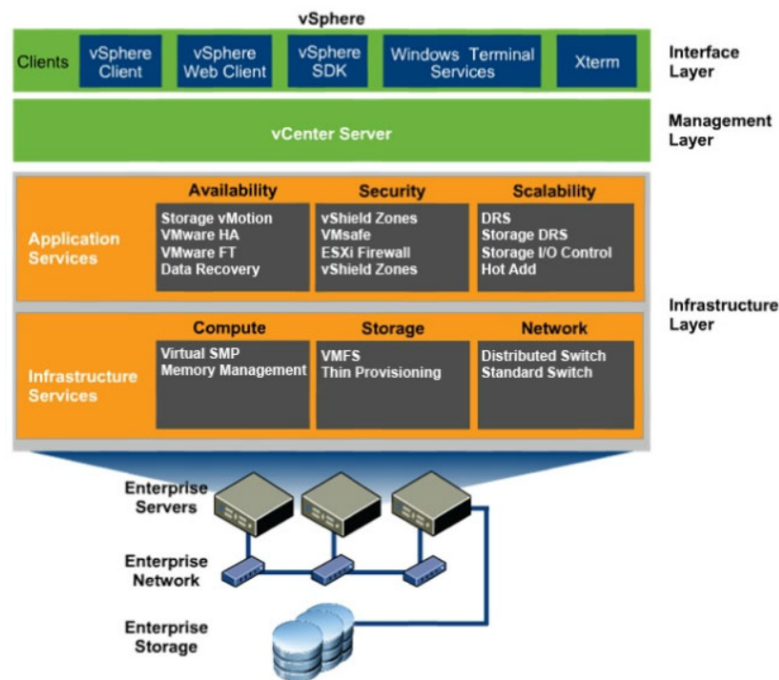 vSphere
Clients
vSphere
Client
vSphere
Web Client
vSphere
SDK
Windows Terminal
Services
Xterm
Interface
Layer
vCenter Server
Management
Layer
Application
Services
Availability
Storage vMotion
VMware HA
VMware FT
Data Recovery
Security
vShield Zones
VMsafe
ESXi Firewall
vShield Zones
Scalability
DRS
Storage DRS
Storage I/O Control
Hot Add
Infrastructure
Layer
Infrastructure
Services
Compute
Virtual SMP
Memory Management
Storage
VMFS
Thin Provisioning
Network
Distributed Switch
Standard Switch
Enterprise
Servers
Enterprise
Network
Enterprise
Storage